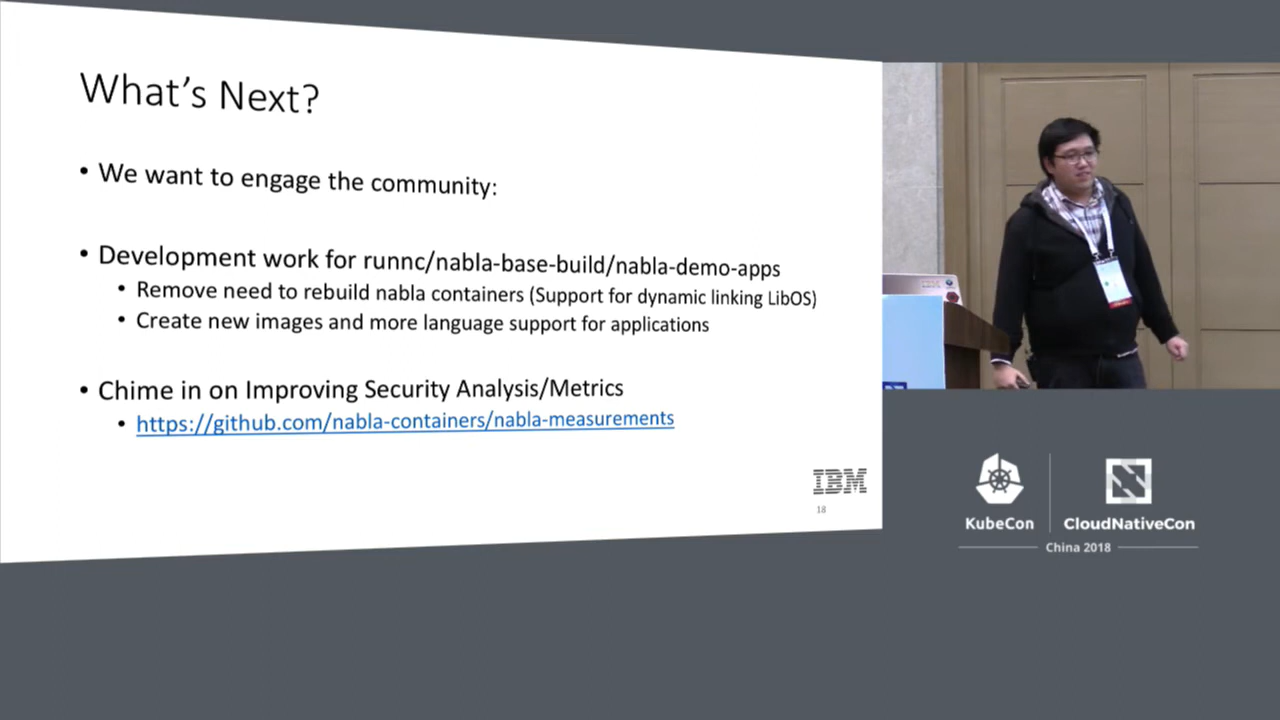 What's Next?
• We want to engage the community:
• Development work for runnc/nabla-base-build/nabla-demo-apps
• Remove need to rebuild nabla containers (Support for dynamic linking LibOS)
• Create new images and more language support for applications
• Chime in on Improving Security Analysis/Metrics
• https://github.com/nabla-containers/nabla-measurements
IBM
18
KubeCon
CloudNativeCon
China 2018